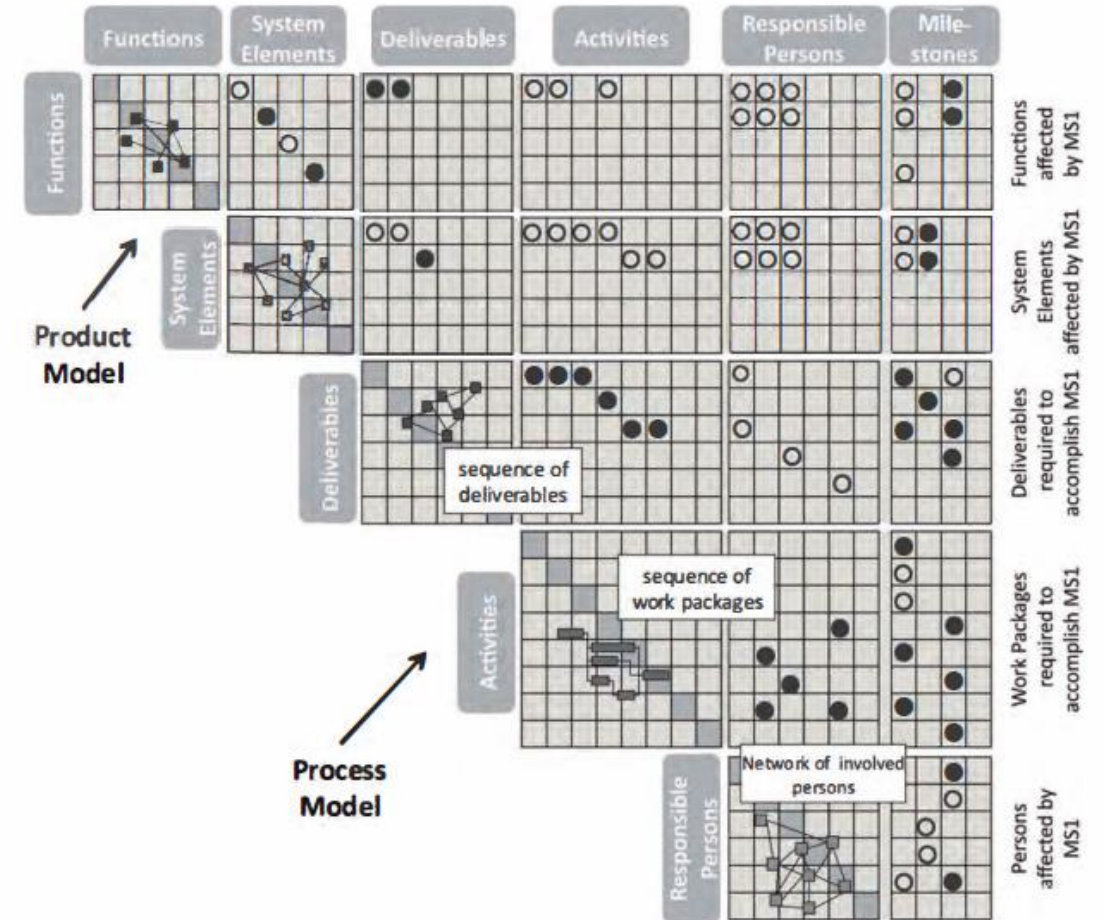 Functions
System
Elements
Deliverables
Activities
Responsible
Persons
Mile-
stones
Functions
Functions
affected
by MS1
System
Elements
System
Elements
affected by MS1
Product
Model
Deliverables
sequence of
deliverables
Deliverables
required to
accomplish MS1
Activities
sequence of
work packages
Work Packages
required to
accomplish MS1
Process
Model
Responsible
Persons
Network of involved
persons
Persons
affected by
MS1